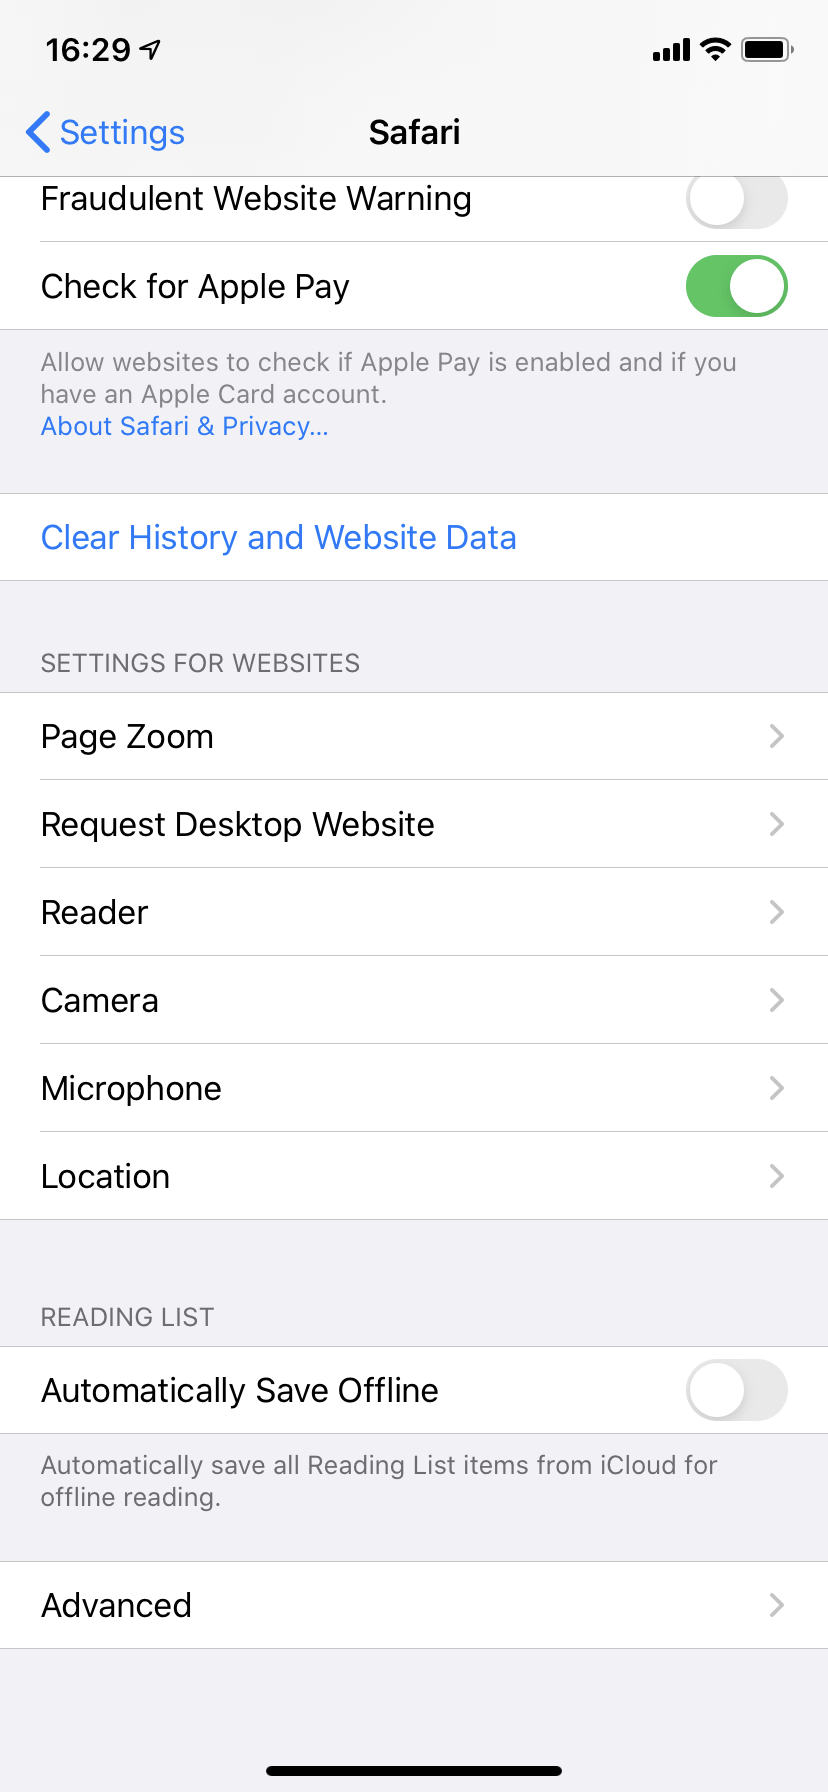 16:29
Settings
Safari
Fraudulent Website Warning
Check for Apple Pay
Allow websites to check if Apple Pay is enabled and if you
have an Apple Card account.
About Safari & Privacy...
Clear History and Website Data
SETTINGS FOR WEBSITES
Page Zoom
Request Desktop Website
Reader
Camera
Microphone
Location
READING LIST
Automatically Save Offline
Automatically save all Reading List items from iCloud for
offline reading.
Advanced